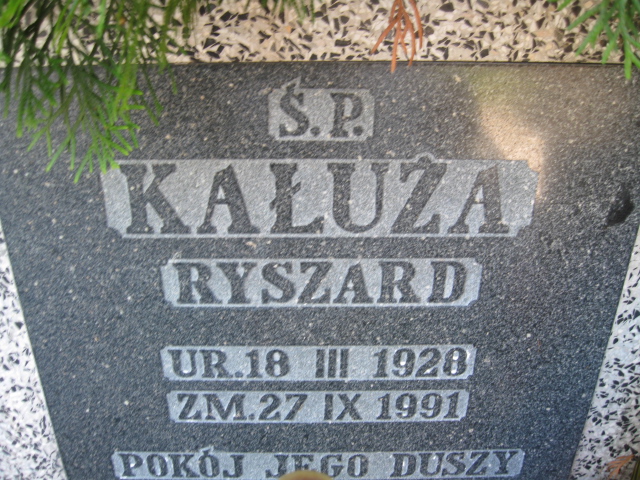 Ś.P.
KAŁUŻA
RYSZARD
UR.18 III 1928
ZM.27 IX 1991
POKÓJ JEGO DUSZY